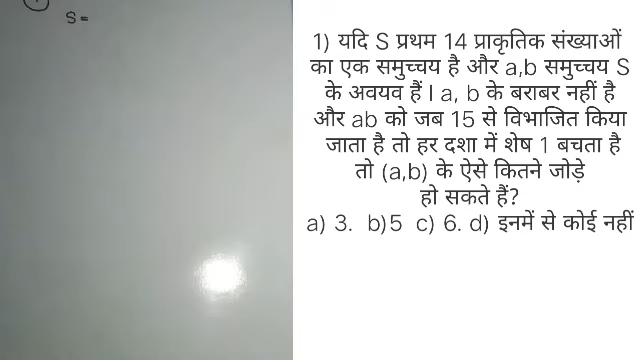 1
S =
1) यदि S प्रथम 14 प्राकृतिक संख्याओं
का एक समुच्चय है और a,b समुच्चय S
के अवयव हैं l a, b के बराबर नहीं है
और ab को जब 15 से विभाजित किया
जाता है तो हर दशा में शेष 1 बचता है
तो (a,b) के ऐसे कितने जोड़े
हो सकते हैं?
a) 3. b)5 c) 6. d) इनमें से कोई नहीं